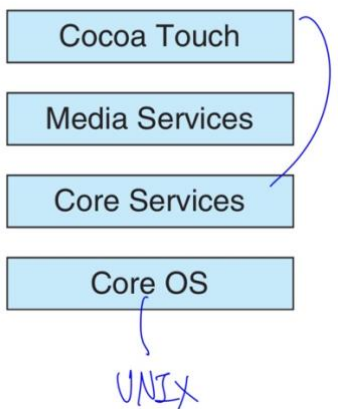 Cocoa Touch
Media Services
Core Services
Core OS
UNIX